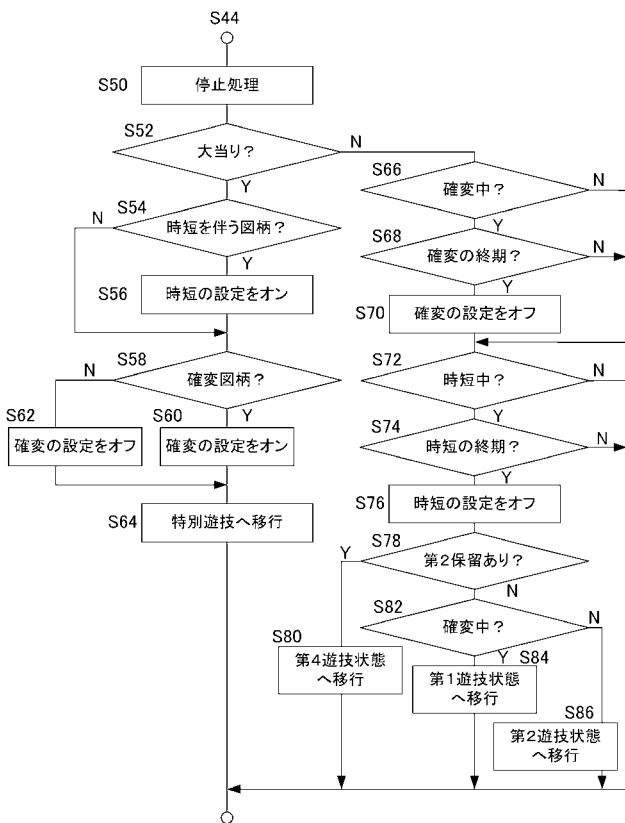 S44
S50
停止処理
S52
大当り?
N
Y
S54
N
時短を伴う図柄?
Y
S56
時短の設定をオン
S58
N
確変図柄?
Y
S62
確変の設定をオフ
S60
確変の設定をオン
S64
特別遊技へ移行
S66
確変中?
N
Y
S68
確変の終期?
N
Y
S70
確変の設定をオフ
S72
時短中?
N
Y
S74
時短の終期?
N
Y
S76
時短の設定をオフ
S78
Y
第2保留あり?
N
S82
確変中?
N
Y
S80
第4遊技状態
へ移行
S84
第1遊技状態
へ移行
S86
第2遊技状態
へ移行